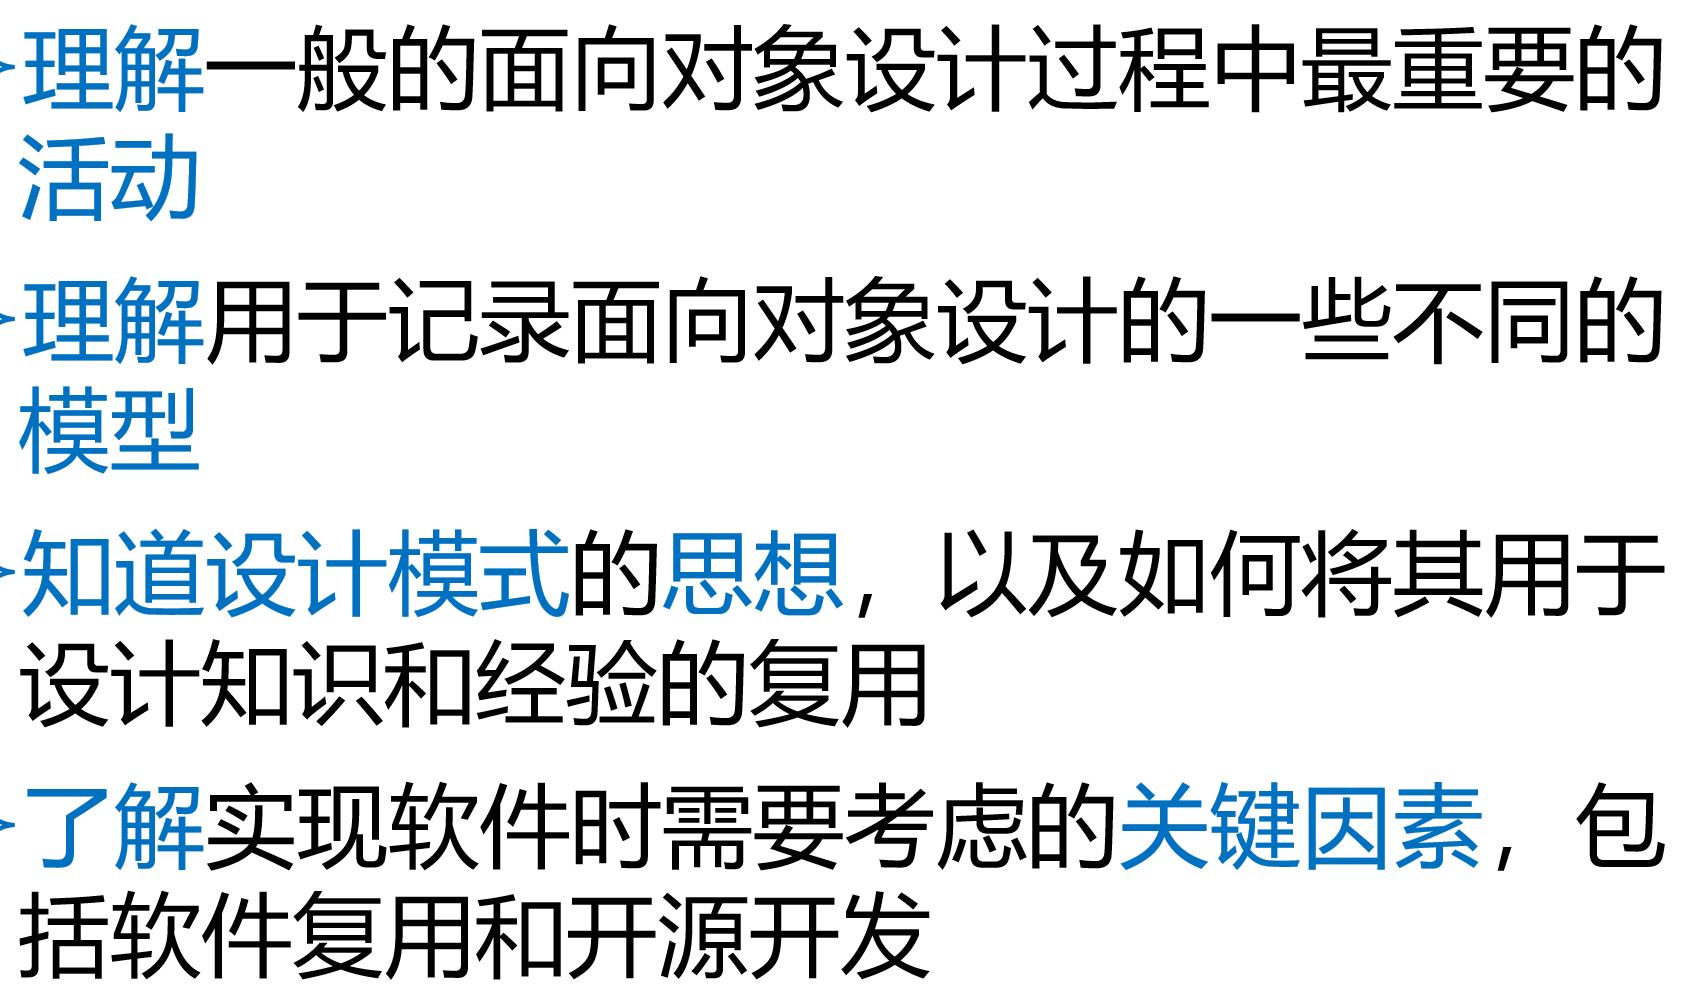 理解一般的面向对象设计过程中最重要的
活动
理解用于记录面向对象设计的一些不同的
模型
知道设计模式的思想，以及如何将其用于
设计知识和经验的复用
了解实现软件时需要考虑的关键因素，包
括软件复用和开源开发